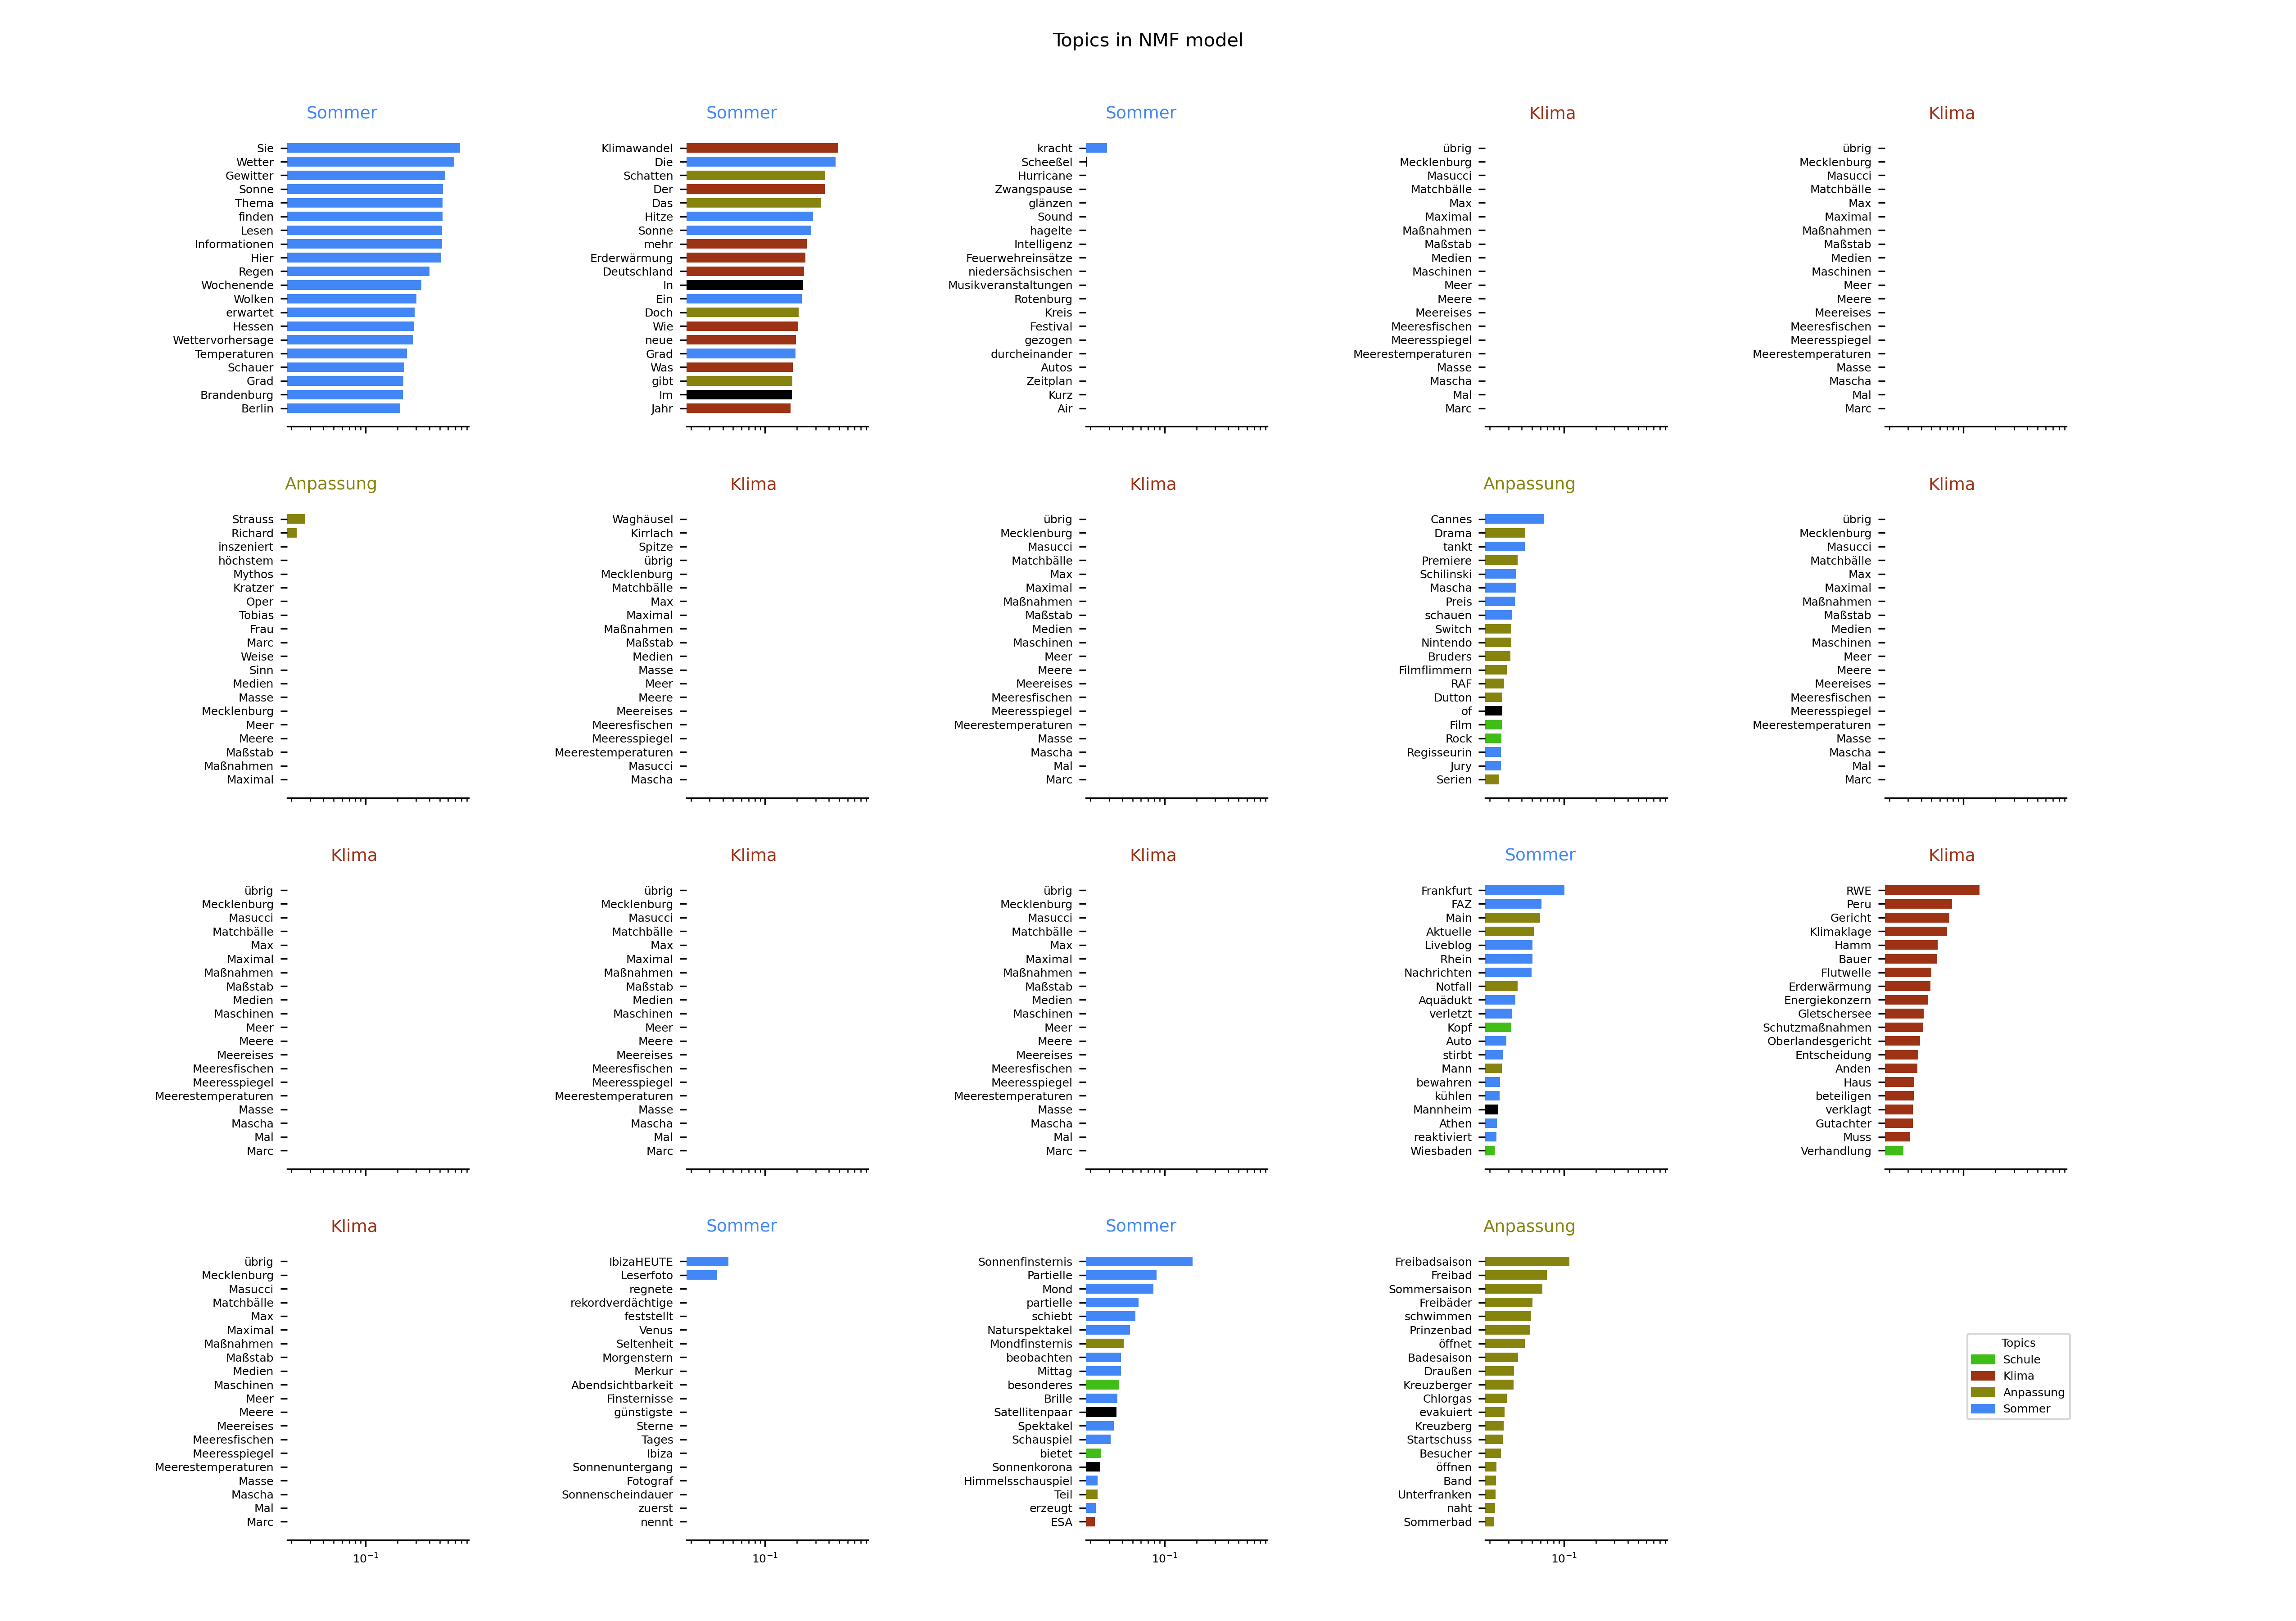 Topics in NMF model
Sommer
Sie
Wetter
Gewitter
Sonne
Thema
finden
Lesen
Informationen
Hier
Regen
Wochenende
Wolken
erwartet
Hessen
Wettervorhersage
Temperaturen
Schauer
Grad
Brandenburg
Berlin
Sommer
Klimawandel
Die
Schatten
Der
Das
Hitze
Sonne
mehr
Erderwärmung
Deutschland
In
Ein
Doch
Wie
neue
Grad
Was
gibt
Im
Jahr
Sommer
kracht
Scheeßel
Hurricane
Zwangspause
glänzen
Sound
hagelte
Intelligenz
Feuerwehreinsätze
niedersächsischen
Musikveranstaltungen
Rotenburg
Kreis
Festival
gezogen
durcheinander
Autos
Zeitplan
Kurz
Air
Klima
übrig
Mecklenburg
Masucci
Matchbälle
Max
Maximal
Maßnahmen
Maßstab
Medien
Maschinen
Meer
Meere
Meereises
Meeresfischen
Meeresspiegel
Meerestemperaturen
Masse
Mascha
Mal
Marc
Klima
übrig
Mecklenburg
Masucci
Matchbälle
Max
Maximal
Maßnahmen
Maßstab
Medien
Maschinen
Meer
Meere
Meereises
Meeresfischen
Meeresspiegel
Meerestemperaturen
Masse
Mascha
Mal
Marc
Anpassung
Strauss
Richard
inszeniert
höchstem
Mythos
Kratzer
Oper
Tobias
Frau
Marc
Weise
Sinn
Medien
Masse
Mecklenburg
Meer
Meere
Maßstab
Maßnahmen
Maximal
Klima
Waghäusel
Kirrlach
Spitze
übrig
Mecklenburg
Matchbälle
Max
Maximal
Maßnahmen
Maßstab
Medien
Masse
Meer
Meere
Meereises
Meeresfischen
Meeresspiegel
Meerestemperaturen
Masucci
Mascha
Klima
übrig
Mecklenburg
Masucci
Matchbälle
Max
Maximal
Maßnahmen
Maßstab
Medien
Maschinen
Meer
Meere
Meereises
Meeresfischen
Meeresspiegel
Meerestemperaturen
Masse
Mascha
Mal
Marc
Anpassung
Cannes
Drama
tankt
Premiere
Schilinski
Mascha
Preis
schauen
Switch
Nintendo
Bruders
Filmflimmern
RAF
Dutton
of
Film
Rock
Regisseurin
Jury
Serien
Klima
übrig
Mecklenburg
Masucci
Matchbälle
Max
Maximal
Maßnahmen
Maßstab
Medien
Maschinen
Meer
Meere
Meereises
Meeresfischen
Meeresspiegel
Meerestemperaturen
Masse
Mascha
Mal
Marc
Klima
übrig
Mecklenburg
Masucci
Matchbälle
Max
Maximal
Maßnahmen
Maßstab
Medien
Maschinen
Meer
Meere
Meereises
Meeresfischen
Meeresspiegel
Meerestemperaturen
Masse
Mascha
Mal
Marc
Klima
übrig
Mecklenburg
Masucci
Matchbälle
Max
Maximal
Maßnahmen
Maßstab
Medien
Maschinen
Meer
Meere
Meereises
Meeresfischen
Meeresspiegel
Meerestemperaturen
Masse
Mascha
Mal
Marc
Klima
übrig
Mecklenburg
Masucci
Matchbälle
Max
Maximal
Maßnahmen
Maßstab
Medien
Maschinen
Meer
Meere
Meereises
Meeresfischen
Meeresspiegel
Meerestemperaturen
Masse
Mascha
Mal
Marc
Sommer
Frankfurt
FAZ
Main
Aktuelle
Liveblog
Rhein
Nachrichten
Notfall
Aquädukt
verletzt
Kopf
Auto
stirbt
Mann
bewahren
kühlen
Mannheim
Athen
reaktiviert
Wiesbaden
Klima
RWE
Peru
Gericht
Klimaklage
Hamm
Bauer
Flutwelle
Erderwärmung
Energiekonzern
Gletschersee
Schutzmaßnahmen
Oberlandesgericht
Entscheidung
Anden
Haus
beteiligen
verklagt
Gutachter
Muss
Verhandlung
Klima
übrig
Mecklenburg
Masucci
Matchbälle
Max
Maximal
Maßnahmen
Maßstab
Medien
Maschinen
Meer
Meere
Meereises
Meeresfischen
Meeresspiegel
Meerestemperaturen
Masse
Mascha
Mal
Marc
10⁻¹
Sommer
IbizaHEUTE
Leserfoto
regnete
rekordverdächtige
feststellt
Venus
Seltenheit
Morgenstern
Merkur
Abendsichtbarkeit
Finsternisse
günstigste
Sterne
Tages
Ibiza
Sonnenuntergang
Fotograf
Sonnenscheindauer
zuerst
nennt
10⁻¹
Sommer
Sonnenfinsternis
Partielle
Mond
partielle
schiebt
Naturspektakel
Mondfinsternis
beobachten
Mittag
besonderes
Brille
Satellitenpaar
Spektakel
Schauspiel
bietet
Sonnenkorona
Himmelsschauspiel
Teil
erzeugt
ESA
10⁻¹
Anpassung
Freibadsaison
Freibad
Sommersaison
Freibäder
schwimmen
Prinzenbad
öffnet
Badesaison
Draußen
Kreuzberger
Chlorgas
evakuiert
Kreuzberg
Startschuss
Besucher
öffnen
Band
Unterfranken
naht
Sommerbad
10⁻¹
Topics
Schule
Klima
Anpassung
Sommer